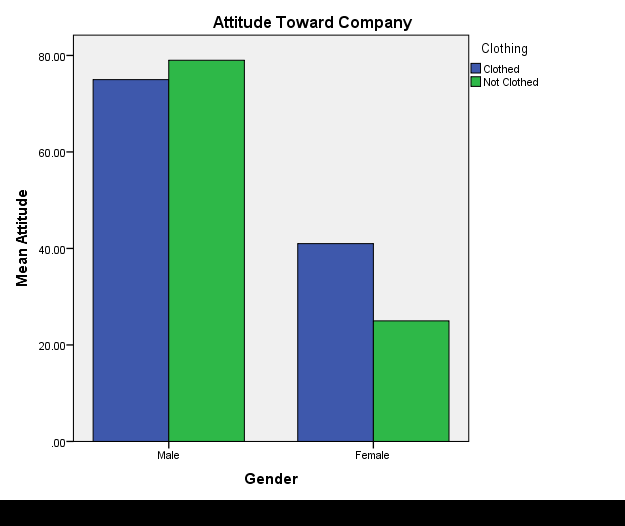 Attitude Toward Company
Clothing
Clothed
Not Clothed
80.00
60.00
40.00
20.00
.00
Mean Attitude
Male
Female
Gender